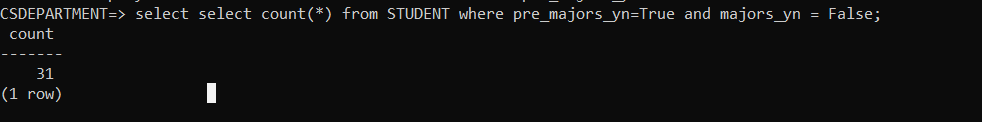 CSDEPARTMENT=> select select count(*) from STUDENT where pre_majors_yn=True and majors_yn = False;
 count
-------
    31
(1 row)